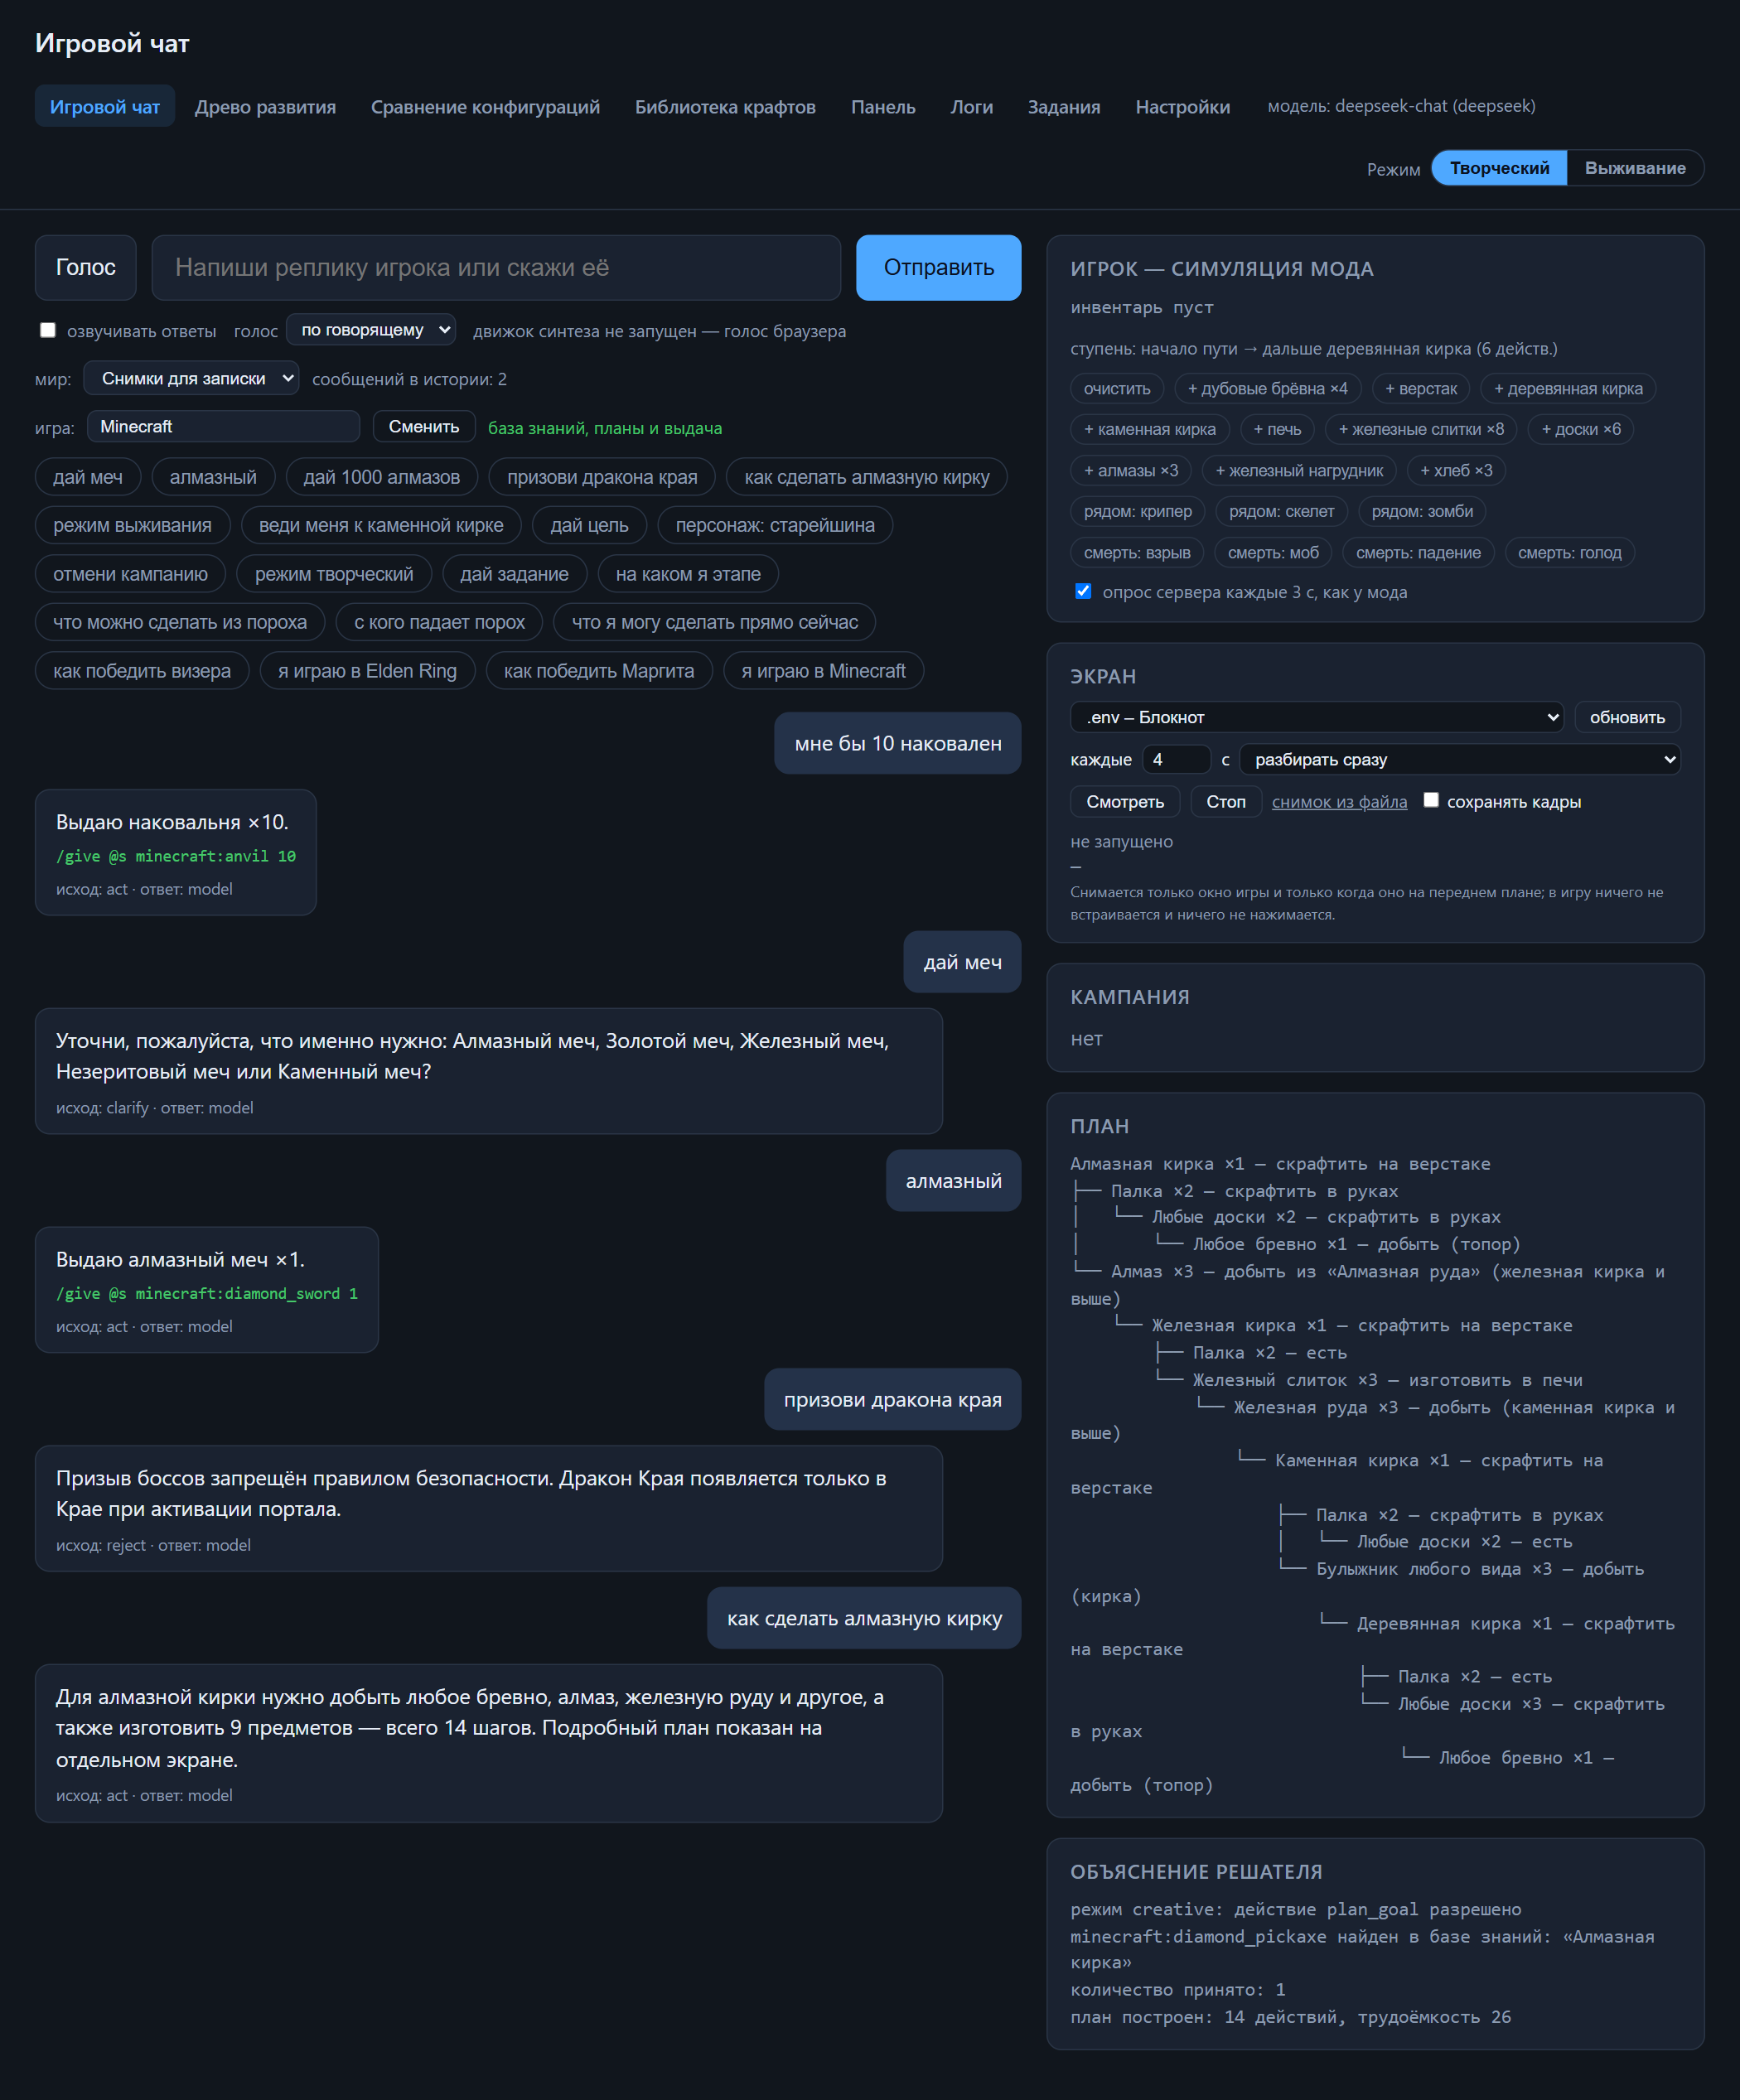 Игровой чат
Игровой чат Древо развития Сравнение конфигураций Библиотека крафтов Панель Логи Задания Настройки модель: deepseek-chat (deepseek)
Режим Творческий Выживание
Голос Напиши реплику игрока или скажи её Отправить
озвучивать ответы голос по говорящему движок синтеза не запущен — голос браузера
мир: Снимки для записки сообщений в истории: 2
игра: Minecraft Сменить база знаний, планы и выдача
дай меч алмазный дай 1000 алмазов призови дракона края как сделать алмазную кирку
режим выживания веди меня к каменной кирке дай цель персонаж: старейшина
отмени кампанию режим творческий дай задание на каком я этапе
что можно сделать из пороха с кого падает порох что я могу сделать прямо сейчас
как победить визера я играю в Elden Ring как победить Маргита я играю в Minecraft
мне бы 10 наковален
Выдаю наковальня ×10.
/give @s minecraft:anvil 10
исход: act · ответ: model
дай меч
Уточни, пожалуйста, что именно нужно: Алмазный меч, Золотой меч, Железный меч,
Незеритовый меч или Каменный меч?
исход: clarify · ответ: model
алмазный
Выдаю алмазный меч ×1.
/give @s minecraft:diamond_sword 1
исход: act · ответ: model
призови дракона края
Призыв боссов запрещён правилом безопасности. Дракон Края появляется только в
Крае при активации портала.
исход: reject · ответ: model
как сделать алмазную кирку
Для алмазной кирки нужно добыть любое бревно, алмаз, железную руду и другое, а
также изготовить 9 предметов — всего 14 шагов. Подробный план показан на
отдельном экране.
исход: act · ответ: model
ИГРОК — СИМУЛЯЦИЯ МОДА
инвентарь пуст
ступень: начало пути → дальше деревянная кирка (6 действ.)
очистить + дубовые брёвна ×4 + верстак + деревянная кирка
+ каменная кирка + печь + железные слитки ×8 + доски ×6
+ алмазы ×3 + железный нагрудник + хлеб ×3
рядом: крипер рядом: скелет рядом: зомби
смерть: взрыв смерть: моб смерть: падение смерть: голод
опрос сервера каждые 3 с, как у мода
ЭКРАН
.env – Блокнот обновить
каждые 4 с разбирать сразу
Смотреть Стоп снимок из файла сохранять кадры
не запущено
—
Снимается только окно игры и только когда оно на переднем плане; в игру ничего не
встраивается и ничего не нажимается.
КАМПАНИЯ
нет
ПЛАН
Алмазная кирка ×1 — скрафтить на верстаке
├── Палка ×2 — скрафтить в руках
│   └── Любые доски ×2 — скрафтить в руках
│       └── Любое бревно ×1 — добыть (топор)
└── Алмаз ×3 — добыть из «Алмазная руда» (железная кирка и
выше)
    └── Железная кирка ×1 — скрафтить на верстаке
        ├── Палка ×2 — есть
        └── Железный слиток ×3 — изготовить в печи
            └── Железная руда ×3 — добыть (каменная кирка и
выше)
                └── Каменная кирка ×1 — скрафтить на
верстаке
                    ├── Палка ×2 — скрафтить в руках
                    │   └── Любые доски ×2 — есть
                    └── Булыжник любого вида ×3 — добыть
(кирка)
                        └── Деревянная кирка ×1 — скрафтить
на верстаке
                            ├── Палка ×2 — есть
                            └── Любые доски ×3 — скрафтить
в руках
                                └── Любое бревно ×1 —
добыть (топор)
ОБЪЯСНЕНИЕ РЕШАТЕЛЯ
режим creative: действие plan_goal разрешено
minecraft:diamond_pickaxe найден в базе знаний: «Алмазная
кирка»
количество принято: 1
план построен: 14 действий, трудоёмкость 26